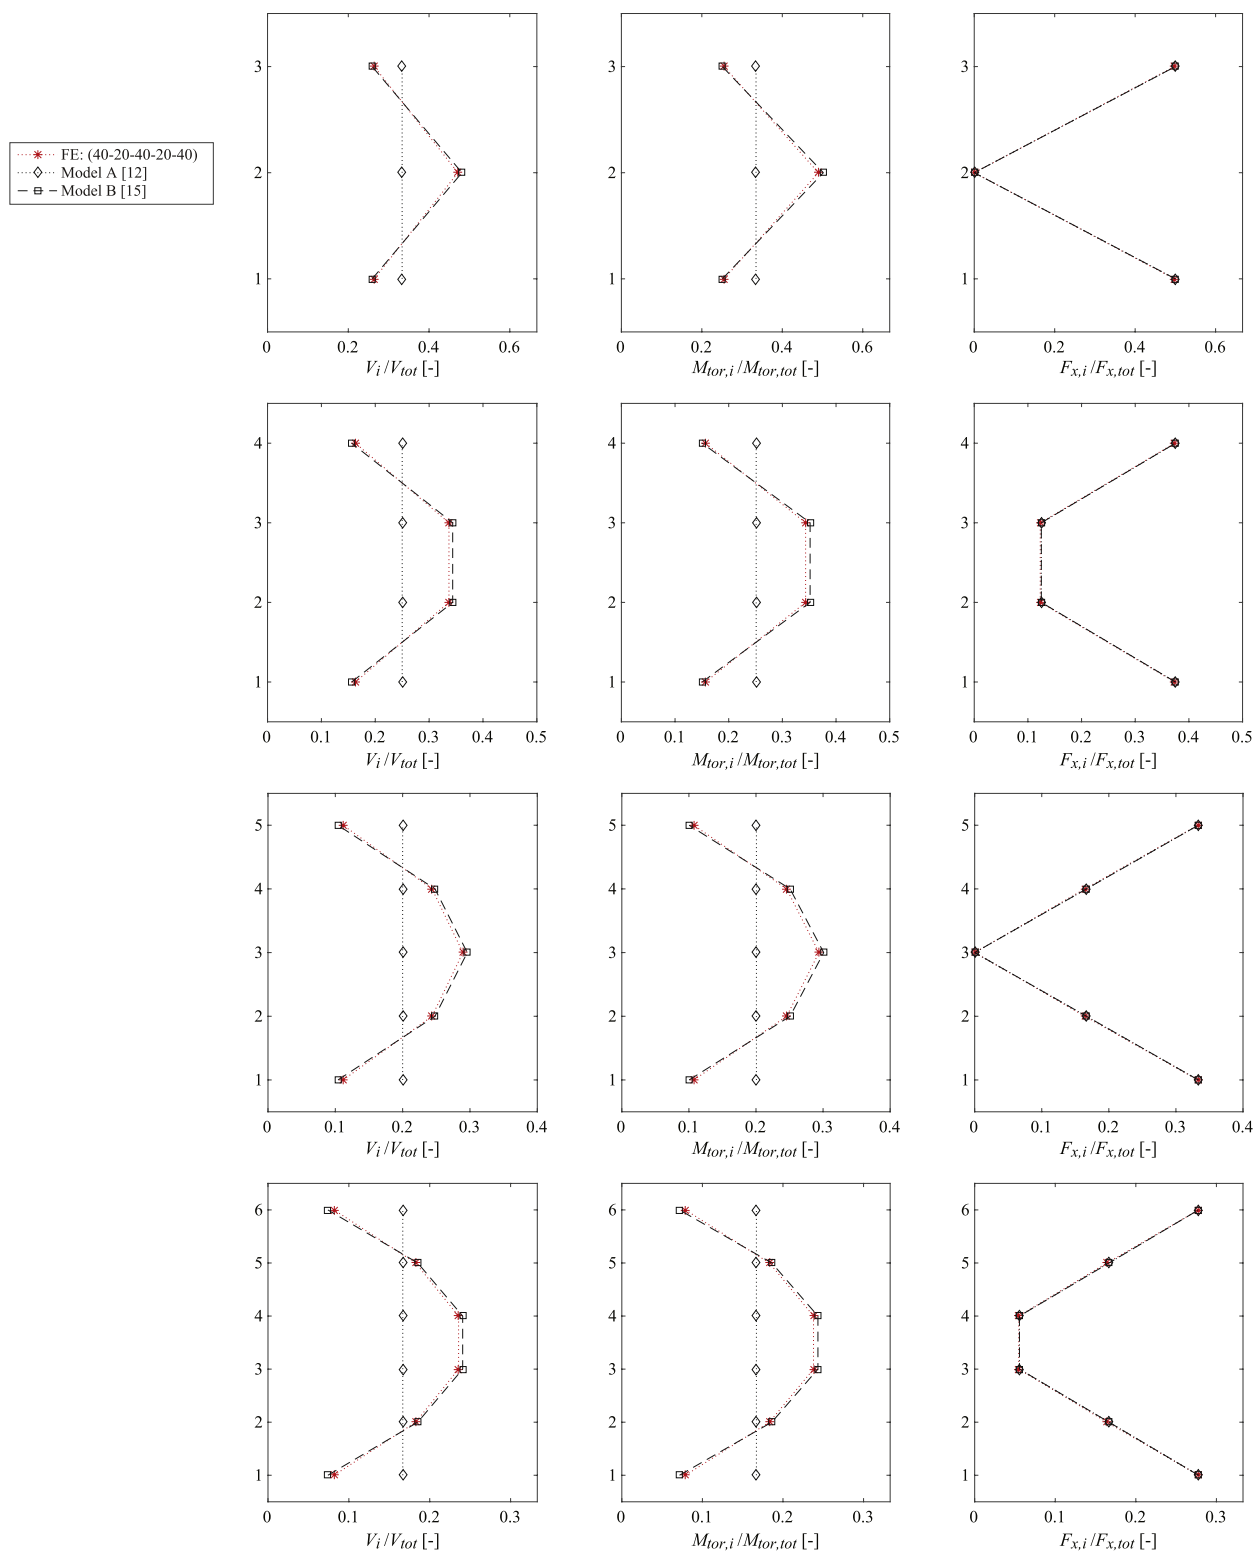 FE: (40-20-40-20-40)
Model A [12]
Model B [15]
3
2
1
0 0.2 0.4 0.6
V_i/V_tot [-]
3
2
1
0 0.2 0.4 0.6
M_tor,i/M_tor,tot [-]
3
2
1
0 0.2 0.4 0.6
F_x,i/F_x,tot [-]
4
3
2
1
0 0.1 0.2 0.3 0.4 0.5
V_i/V_tot [-]
4
3
2
1
0 0.1 0.2 0.3 0.4 0.5
M_tor,i/M_tor,tot [-]
4
3
2
1
0 0.1 0.2 0.3 0.4 0.5
F_x,i/F_x,tot [-]
5
4
3
2
1
0 0.1 0.2 0.3 0.4
V_i/V_tot [-]
5
4
3
2
1
0 0.1 0.2 0.3 0.4
M_tor,i/M_tor,tot [-]
5
4
3
2
1
0 0.1 0.2 0.3 0.4
F_x,i/F_x,tot [-]
6
5
4
3
2
1
0 0.1 0.2 0.3
V_i/V_tot [-]
6
5
4
3
2
1
0 0.1 0.2 0.3
M_tor,i/M_tor,tot [-]
6
5
4
3
2
1
0 0.1 0.2 0.3
F_x,i/F_x,tot [-]